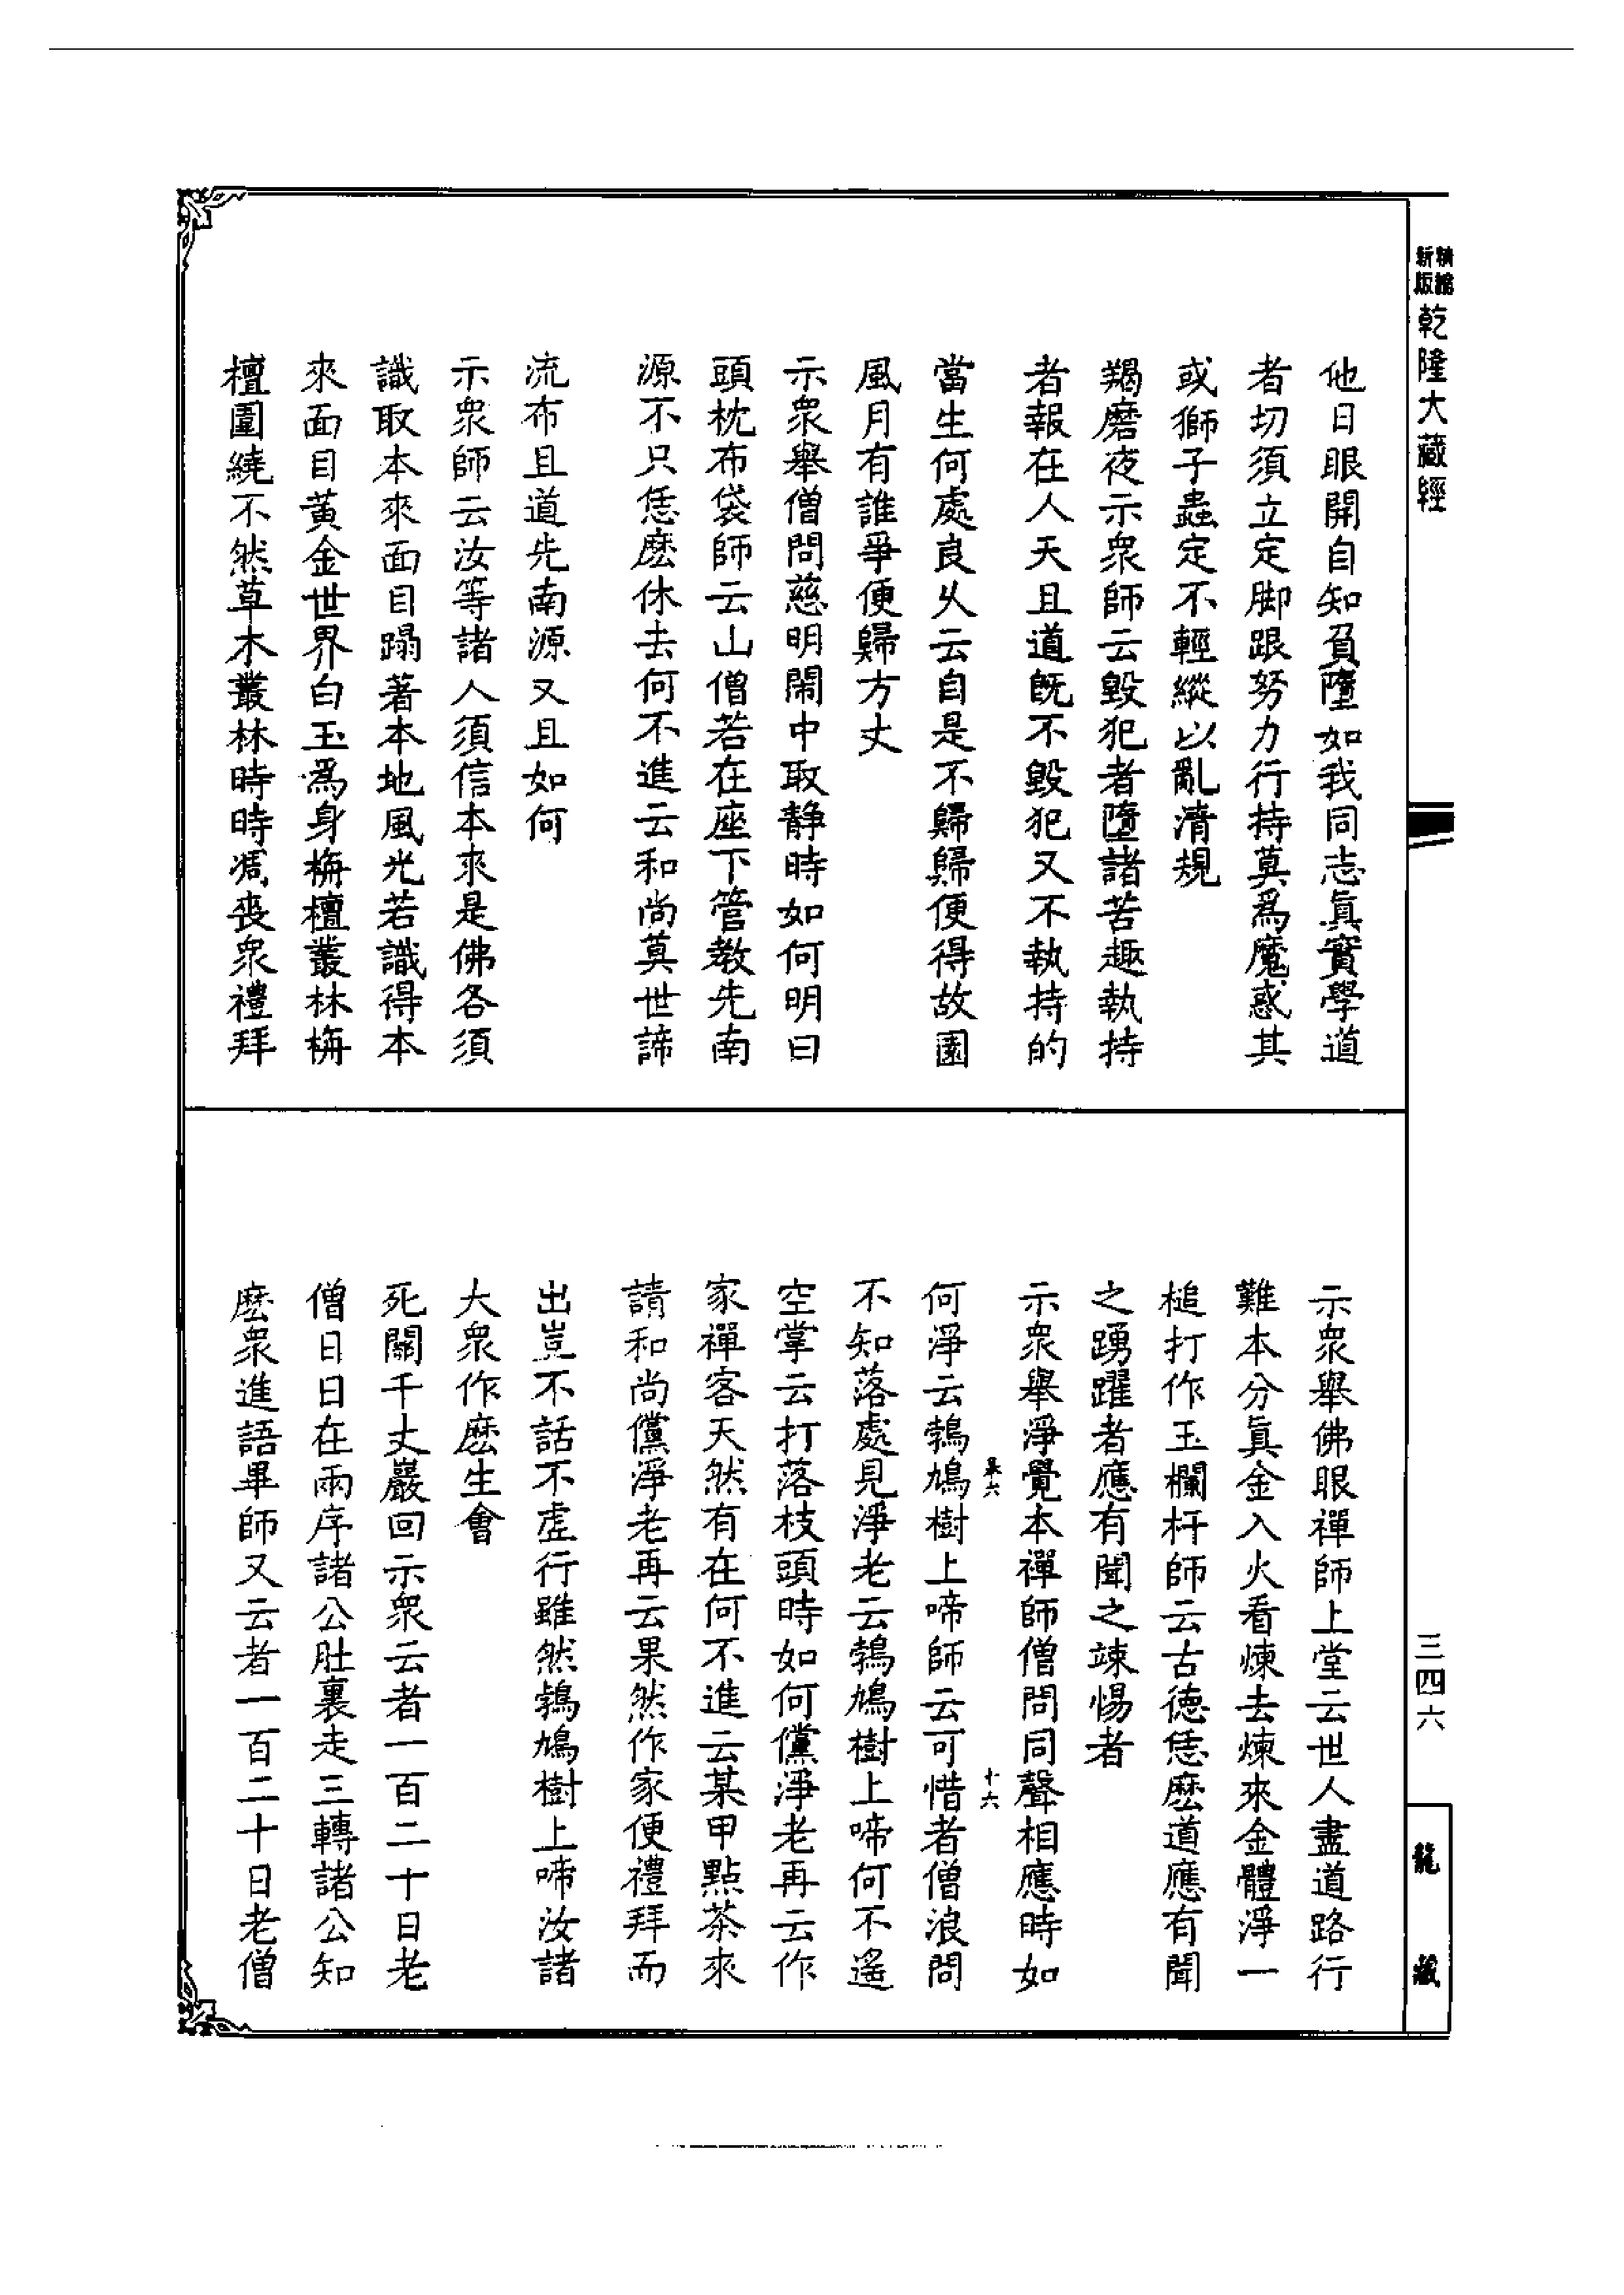 精縮新版
乾隆大藏經
他日眼開自知負墮如我同志眞實學道
者切須立定脚跟努力行持莫爲魔惑其
或獅子蟲定不輕縱以亂清規
羯磨夜示衆師云毀犯者墮諸苦趣執持
者報在人天且道旣不毀犯又不執持的
當生何處良乆云自是不歸歸便得故園
風月有誰爭便歸方丈
示衆舉僧問慈明閙中取静時如何明曰
頭枕布袋師云山僧若在座下管教先南
源不只恁麽休去何不進云和尚莫世諦
流布且道先南源又且如何
示衆師云汝等諸人須信本來是佛各須
識取本來面目蹋著本地風光若識得本
來面目黄金世界白玉爲身栴檀叢林栴
檀圍繞不然草木叢林時時凋丧衆禮拜
示衆舉佛眼禪師上堂云世人盡道路行
難本分眞金入火看煉去煉來金體淨一
槌打作玉欄杆師云古德恁麽道應有聞
之踴躍者應有聞之竦惕者
示衆舉淨覺本禪師僧問同聲相應時如
何淨云鵓鳩樹上啼師云可惜者僧浪問
不知落處見淨老云鵓鳩樹上啼何不遥
空掌云打落枝頭時如何儻淨老再云作
家禪客天然有在何不進云某甲點茶來
請和尚儻淨老再云果然作家便禮拜而
出豈不話不虛行雖然鵓鳩樹上啼汝諸
大衆作麽生會
死關千丈巖回示衆云者一百二十日老
僧日日在兩序諸公肚裏走三轉諸公知
麽衆進語畢師又云者一百二十日老僧
十六
三四六
龍藏